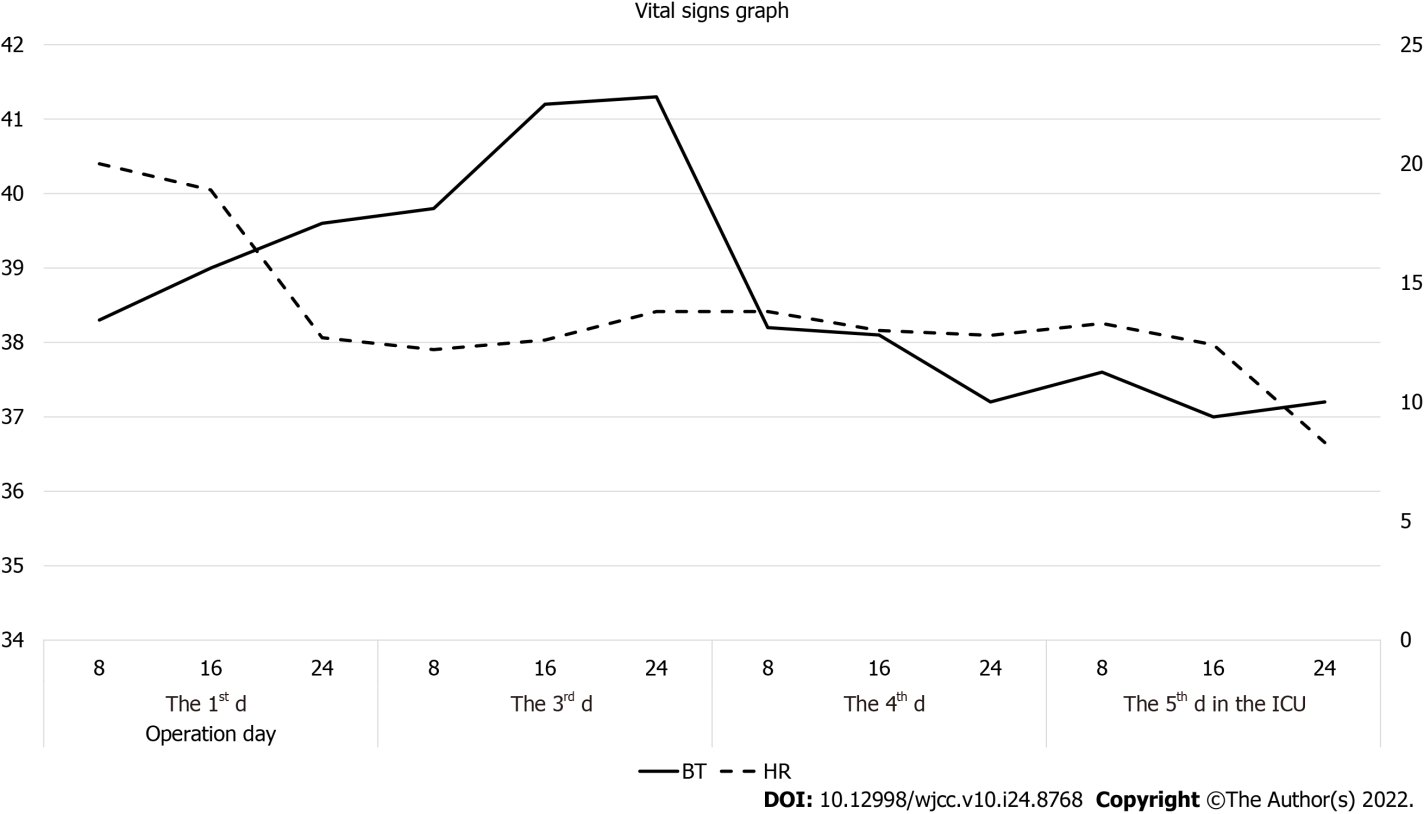 Vital signs graph
42 25
41
40 20
39
38 15
37 10
36
35 5
34 0
8 16 24 8 16 24 8 16 24 8 16 24
The 1st d The 3rd d The 4th d The 5th d in the ICU
Operation day
BT HR
DOI: 10.12998/wjcc.v10.i24.8768 Copyright ©The Author(s) 2022.